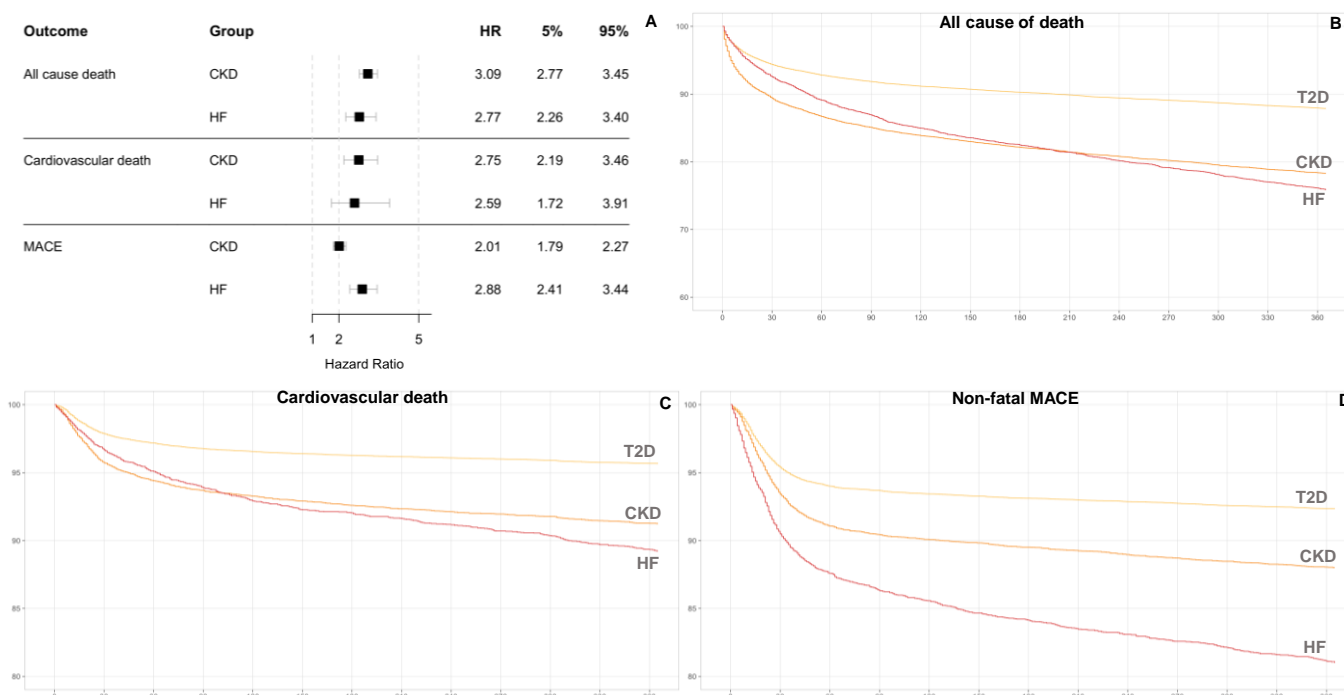 Outcome Group HR 5% 95% A
All cause death CKD 3.09 2.77 3.45
HF 2.77 2.26 3.40
Cardiovascular death CKD 2.75 2.19 3.46
HF 2.59 1.72 3.91
MACE CKD 2.01 1.79 2.27
HF 2.88 2.41 3.44
1 2 5
Hazard Ratio
All cause of death B
100
90
80
70
60
T2D
CKD
HF
0 30 60 90 120 150 180 210 240 270 300 330 360
Cardiovascular death C
100
95
90
85
80
T2D
CKD
HF
Non-fatal MACE D
100
95
90
85
80
T2D
CKD
HF